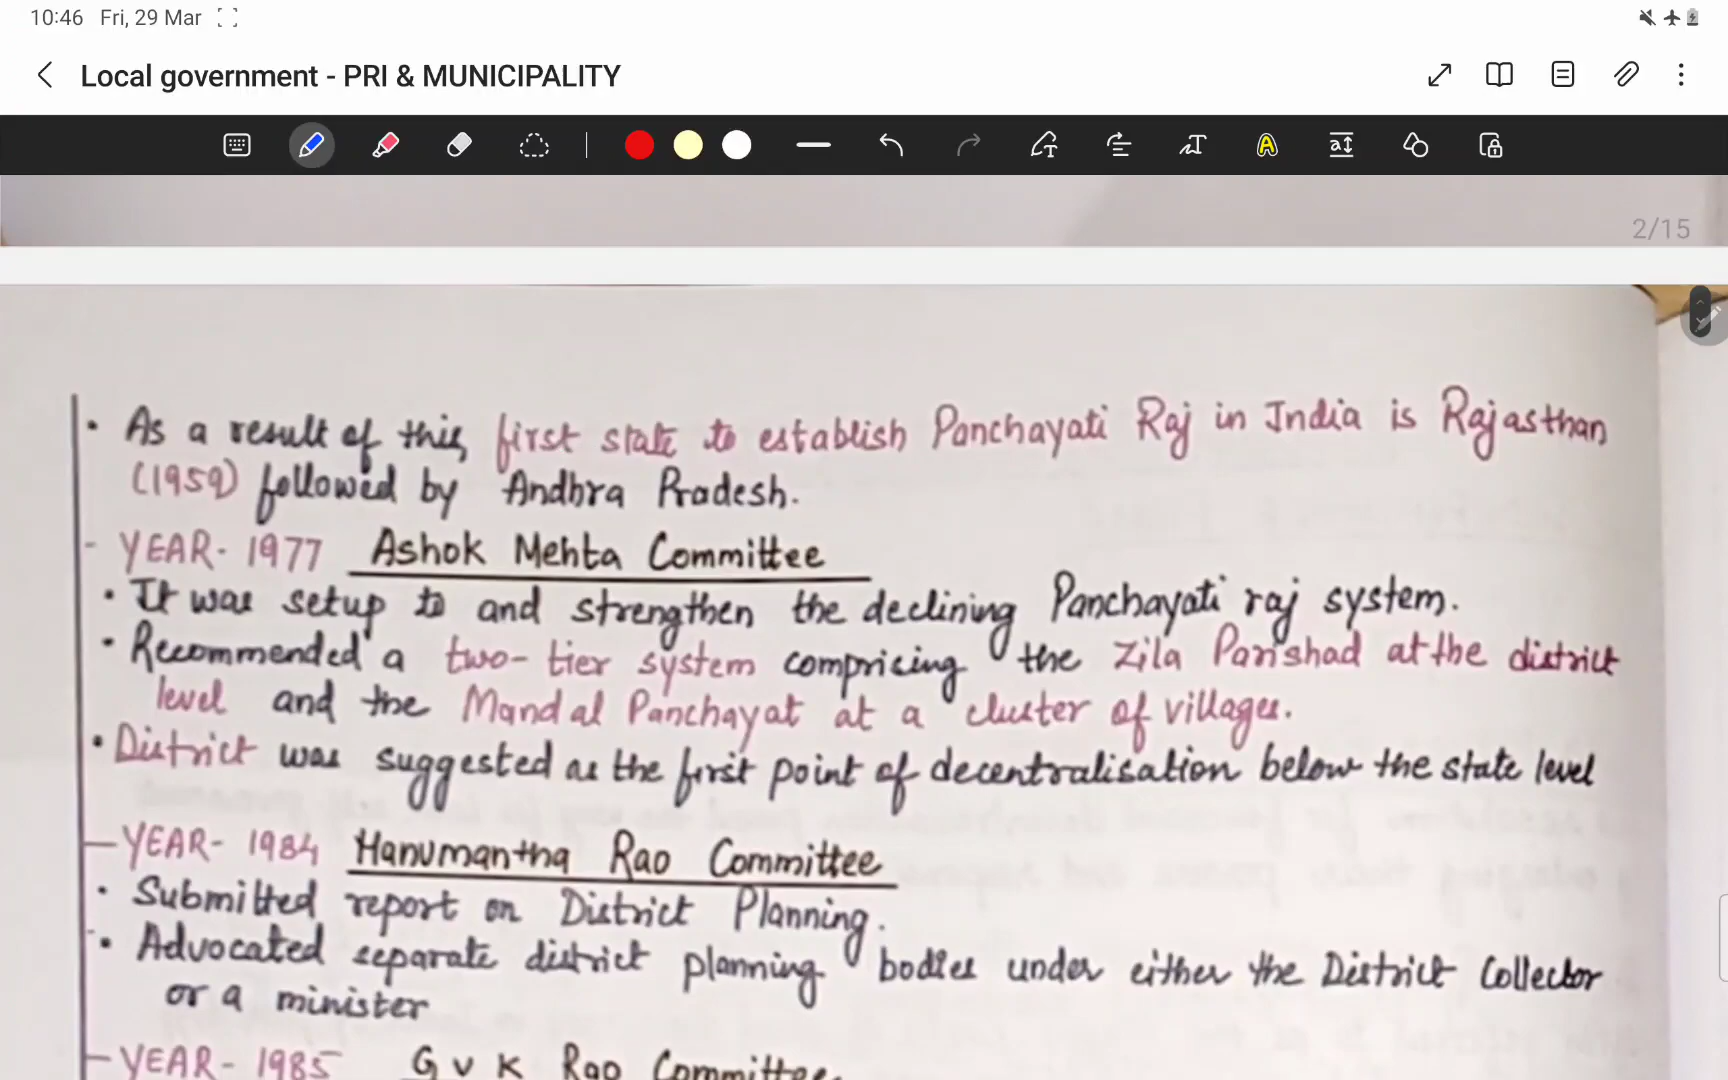 10:46 Fri, 29 Mar
Local government - PRI & MUNICIPALITY
2/15
• As a result of this, first state to establish Panchayati Raj in India is Rajasthan
(1959) followed by Andhra Pradesh.
- YEAR- 1977 Ashok Mehta Committee
• It was setup to and strengthen the declining Panchayati raj system.
• Recommended a two-tier system comprising the Zila Parishad at the district
level and the Mandal Panchayat at a cluster of villages.
• District was suggested as the first point of decentralisation below the state level
- YEAR- 1984 Hanumantha Rao Committee
• Submitted report on District Planning.
• Advocated separate district planning bodies under either the District Collector
or a minister
- YEAR- 1985 G V K Rao Committee